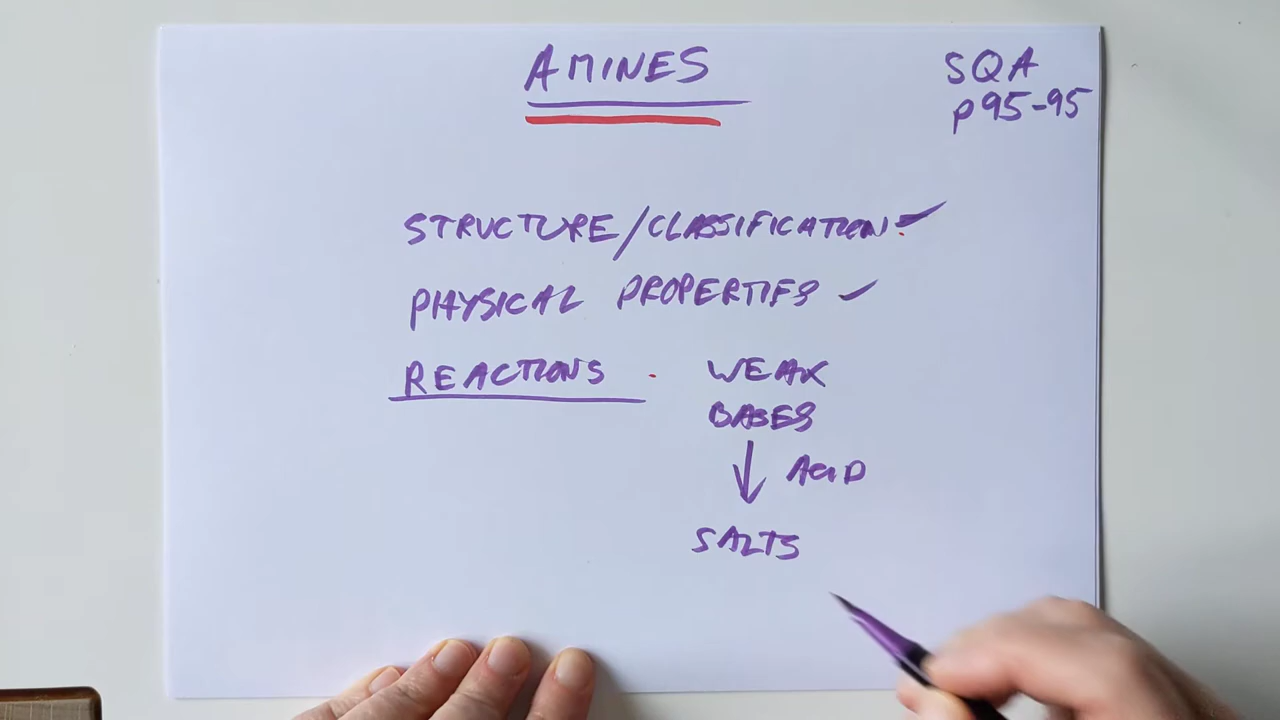 AMINES
SQA
p95-95
STRUCTURE/CLASSIFICATION
PHYSICAL PROPERTIES
REACTIONS
WEAK
BASES
ACID
SALTS